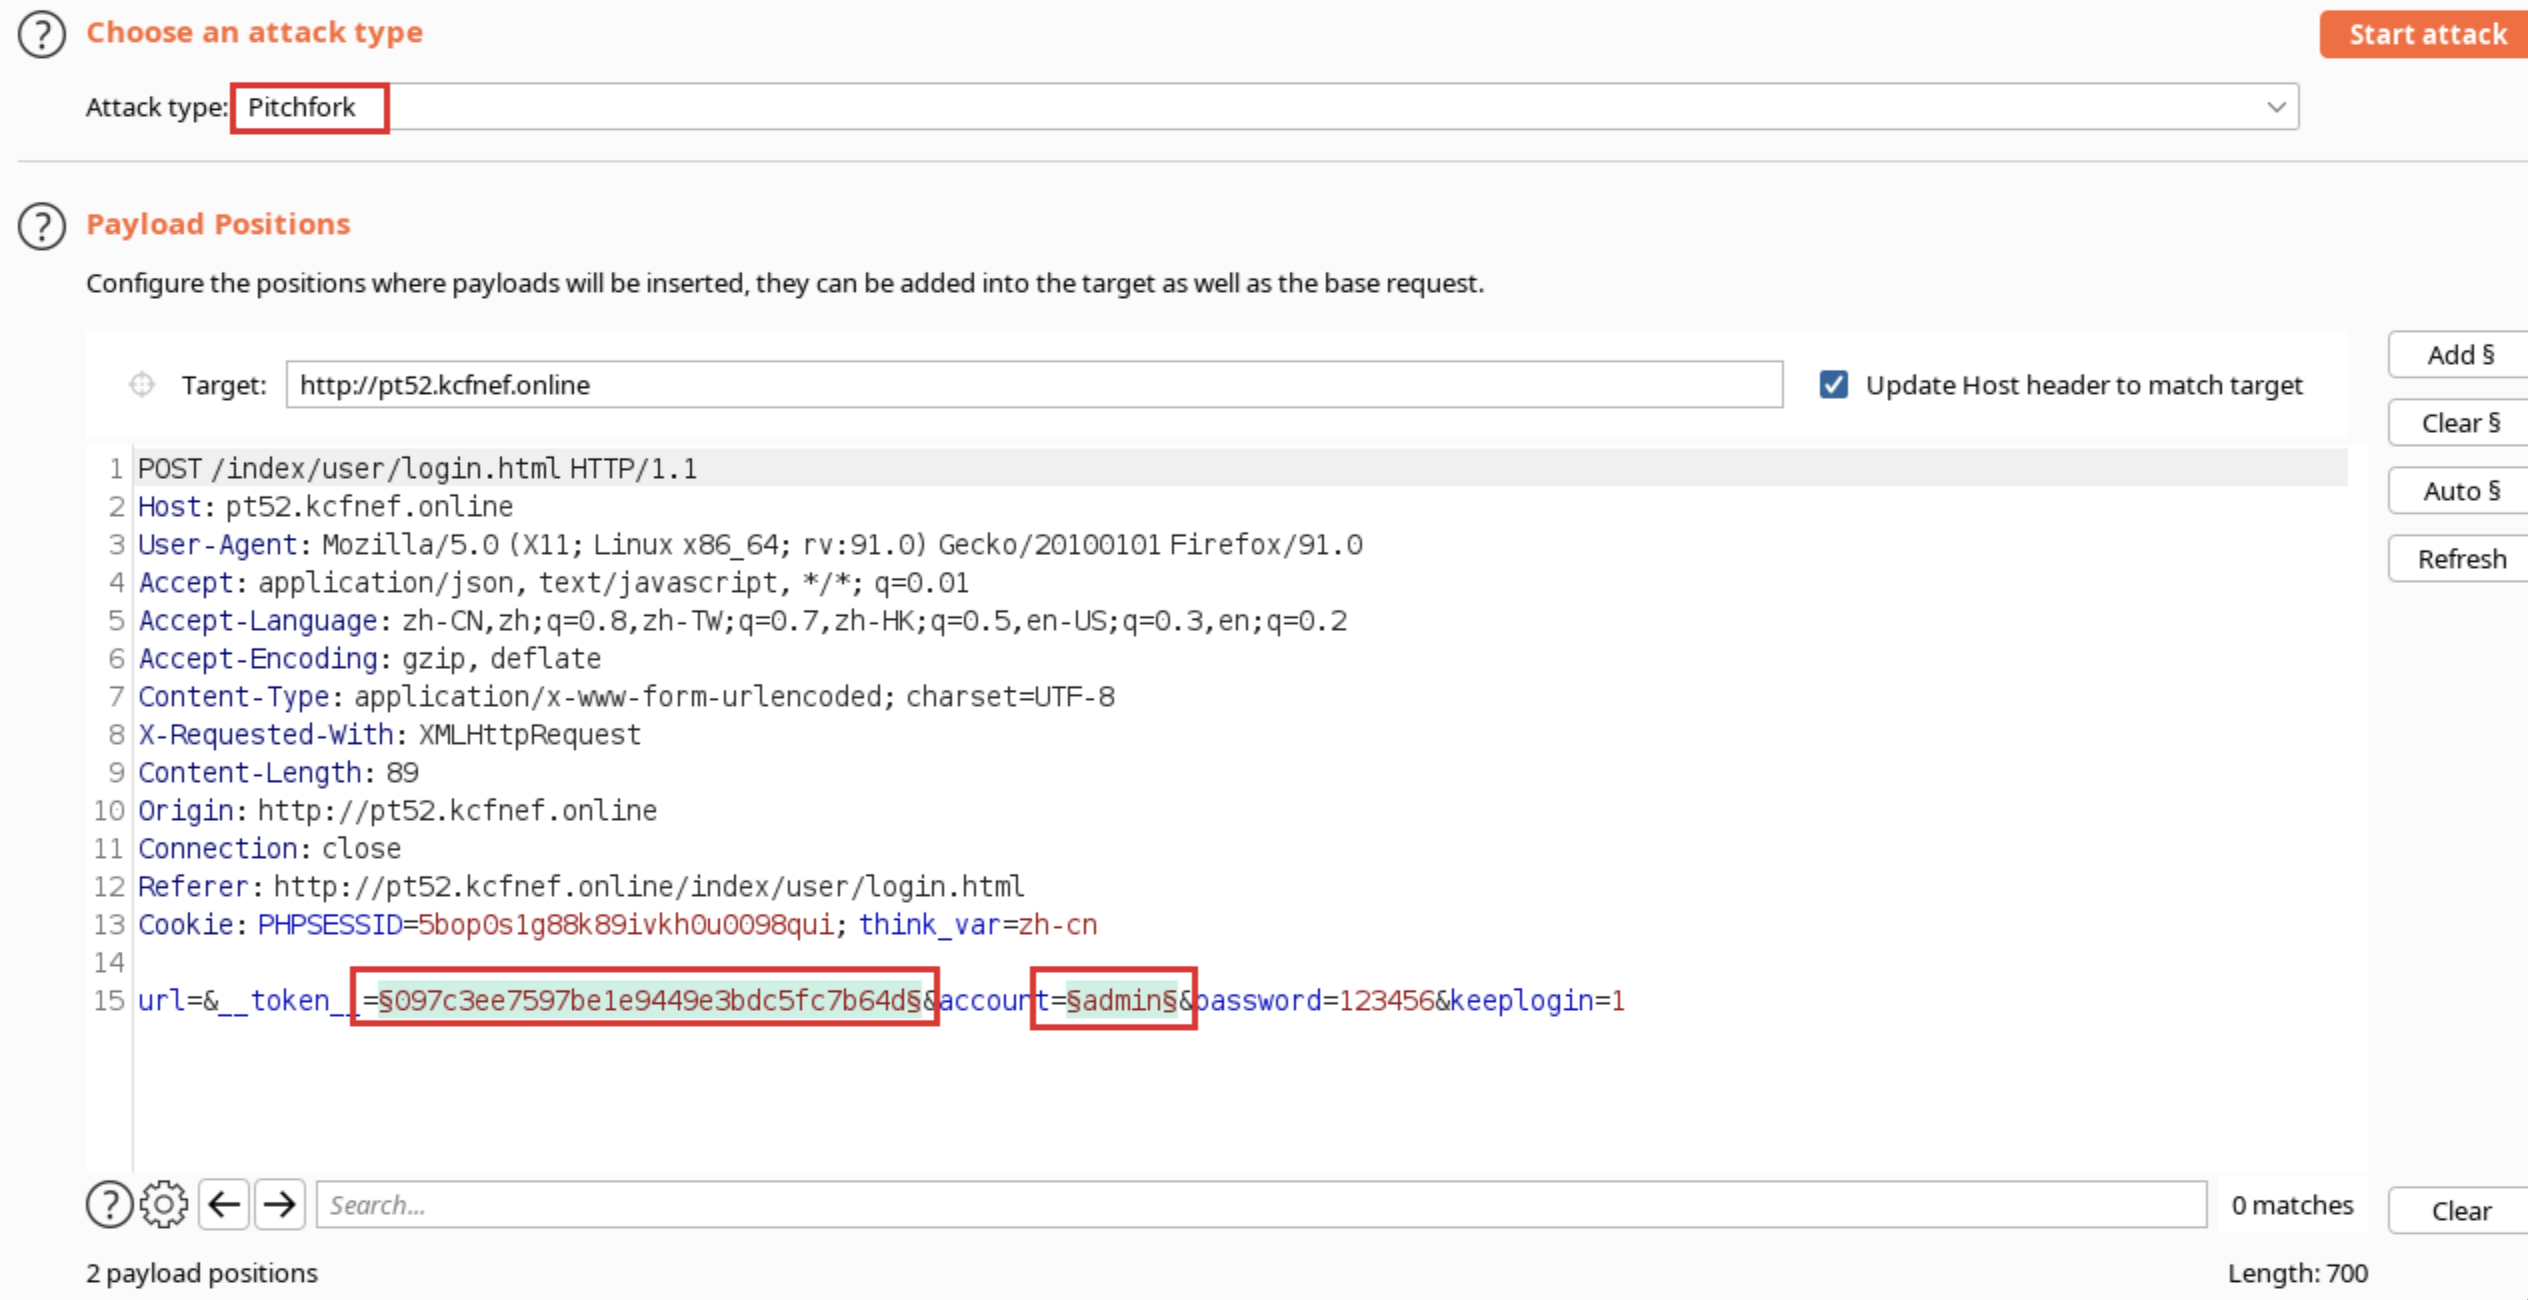 Choose an attack type
Start attack
Attack type: Pitchfork
Payload Positions
Configure the positions where payloads will be inserted, they can be added into the target as well as the base request.
Target: http://pt52.kcfnef.online
Update Host header to match target
Add §
Clear §
Auto §
Refresh
1 POST /index/user/login.html HTTP/1.1
2 Host: pt52.kcfnef.online
3 User-Agent: Mozilla/5.0 (X11; Linux x86_64; rv:91.0) Gecko/20100101 Firefox/91.0
4 Accept: application/json, text/javascript, */*; q=0.01
5 Accept-Language: zh-CN,zh;q=0.8,zh-TW;q=0.7,zh-HK;q=0.5,en-US;q=0.3,en;q=0.2
6 Accept-Encoding: gzip, deflate
7 Content-Type: application/x-www-form-urlencoded; charset=UTF-8
8 X-Requested-With: XMLHttpRequest
9 Content-Length: 89
10 Origin: http://pt52.kcfnef.online
11 Connection: close
12 Referer: http://pt52.kcfnef.online/index/user/login.html
13 Cookie: PHPSESSID=5bop0s1g88k89ivkh0u0098qui; think_var=zh-cn
14
15 url=&__token__=§097c3ee7597be1e9449e3bdc5fc7b64d§&account=§admin§&password=123456&keeplogin=1
Search...
0 matches
Clear
2 payload positions
Length: 700